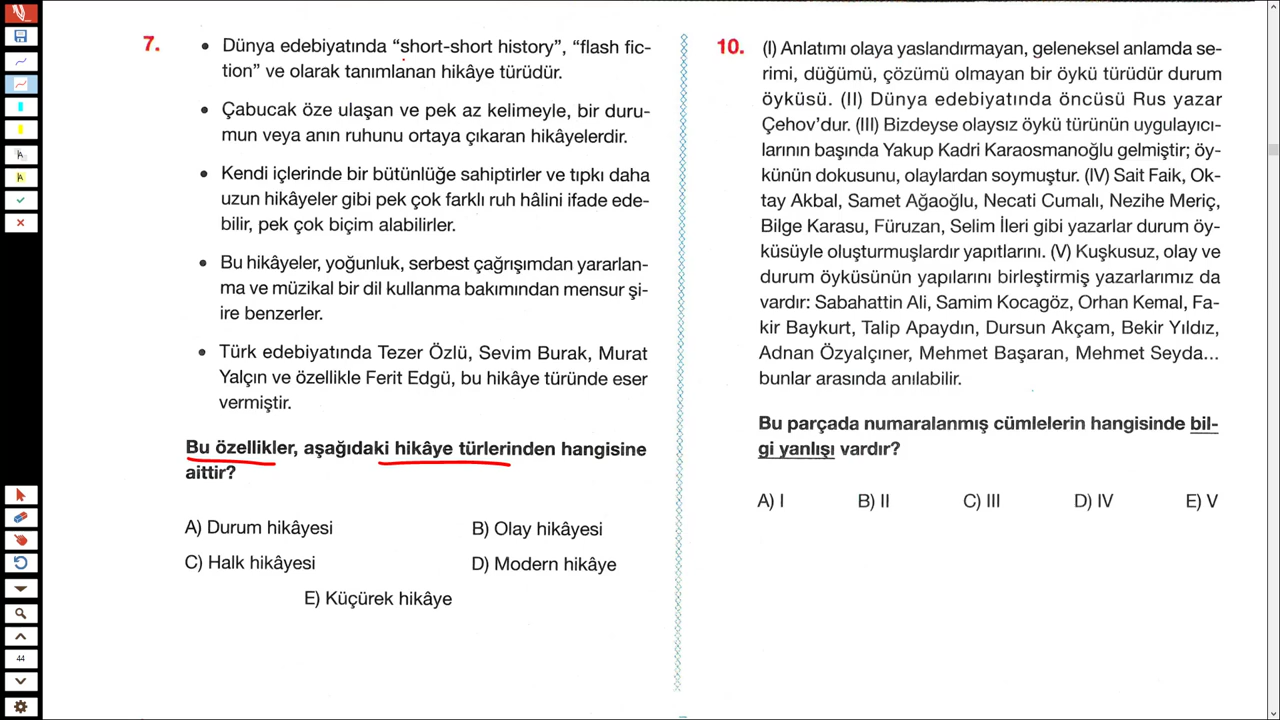 7.
• Dünya edebiyatında “short-short history”, “flash fic-
tion” ve olarak tanımlanan hikâye türüdür.
• Çabucak öze ulaşan ve pek az kelimeyle, bir duru-
mun veya anın ruhunu ortaya çıkaran hikâyelerdir.
• Kendi içlerinde bir bütünlüğe sahiptirler ve tıpkı daha
uzun hikâyeler gibi pek çok farklı ruh hâlini ifade ede-
bilir, pek çok biçim alabilirler.
• Bu hikâyeler, yoğunluk, serbest çağrışımdan yararlan-
ma ve müzikal bir dil kullanma bakımından mensur şi-
ire benzerler.
• Türk edebiyatında Tezer Özlü, Sevim Burak, Murat
Yalçın ve özellikle Ferit Edgü, bu hikâye türünde eser
vermiştir.
Bu özellikler, aşağıdaki hikâye türlerinden hangisine
aittir?
A) Durum hikâyesi B) Olay hikâyesi
C) Halk hikâyesi D) Modern hikâye
E) Küçürek hikâye
10. (I) Anlatımı olaya yaslandırmayan, geleneksel anlamda se-
rimi, düğümü, çözümü olmayan bir öykü türüdür durum
öyküsü. (II) Dünya edebiyatında öncüsü Rus yazar
Çehov’dur. (III) Bizdeyse olaysız öykü türünün uygulayıcı-
larının başında Yakup Kadri Karaosmanoğlu gelmiştir; öy-
künün dokusunu, olaylardan soymuştur. (IV) Sait Faik, Ok-
tay Akbal, Samet Ağaoğlu, Necati Cumalı, Nezihe Meriç,
Bilge Karasu, Füruzan, Selim İleri gibi yazarlar durum öy-
küsüyle oluşturmuşlardır yapıtlarını. (V) Kuşkusuz, olay ve
durum öyküsünün yapılarını birleştirmiş yazarlarımız da
vardır: Sabahattin Ali, Samim Kocagöz, Orhan Kemal, Fa-
kir Baykurt, Talip Apaydın, Dursun Akçam, Bekir Yıldız,
Adnan Özyalçıner, Mehmet Başaran, Mehmet Seyda...
bunlar arasında anılabilir.
Bu parçada numaralanmış cümlelerin hangisinde bil-
gi yanlışı vardır?
A) I B) II C) III D) IV E) V
44